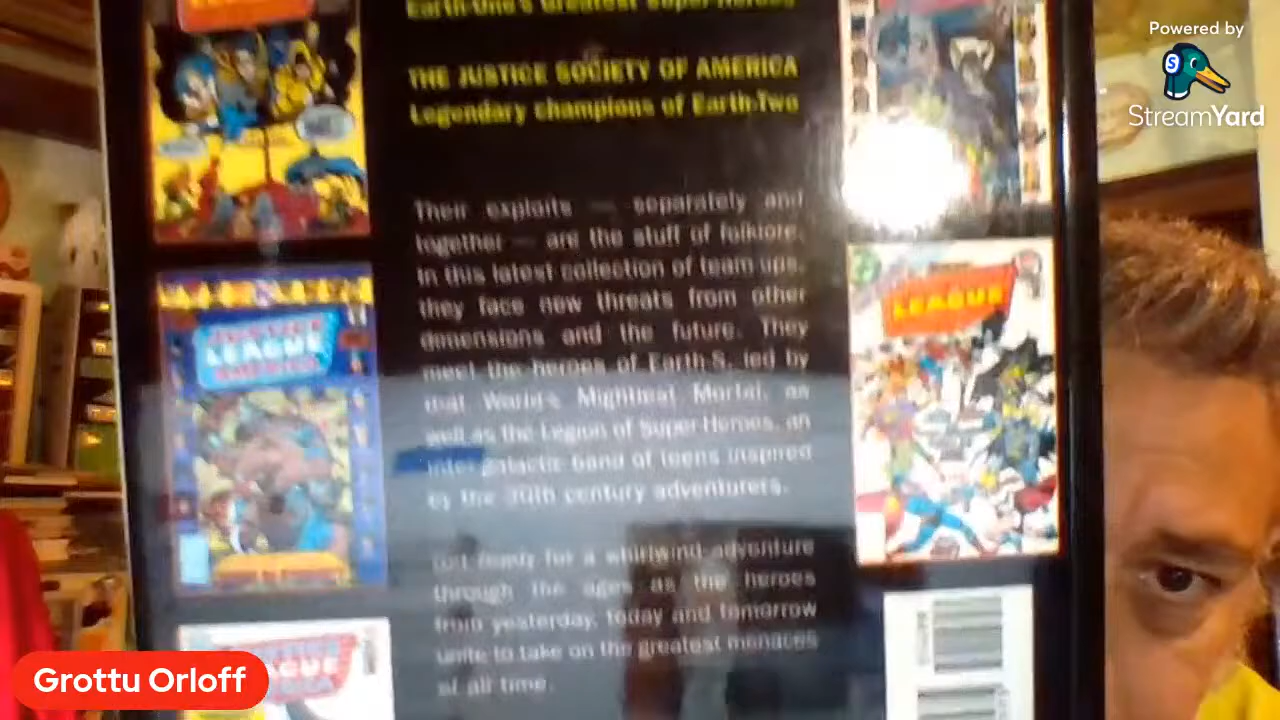 Earth-One's Greatest Super-Heroes
THE JUSTICE SOCIETY OF AMERICA
Legendary champions of Earth-Two
Their exploits — separately and
together — are the stuff of folklore.
In this latest collection of team ups,
they face new threats from other
dimensions and the future. They
meet the heroes of Earth-S, led by
that World's Mightiest Mortal, as
well as the Legion of Super-Heroes, an
inter-galactic band of teens inspired
by the 20th century adventurers.
Get ready for a whirlwind adventure
through the ages as the heroes
from yesterday, today and tomorrow
unite to take on the greatest menaces
of all time.
JUSTICE
LEAGUE
AMERICA
LEAGUE
Powered by
StreamYard
Grottu Orloff